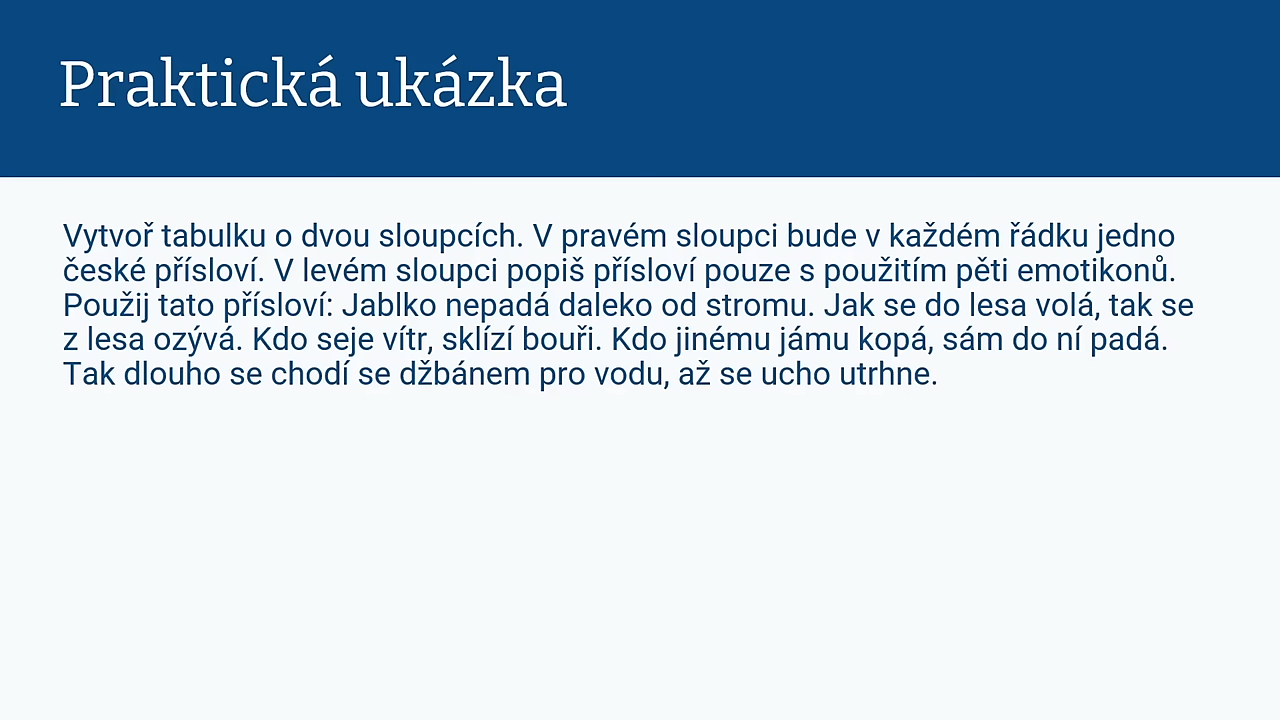 Praktická ukázka
Vytvoř tabulku o dvou sloupcích. V pravém sloupci bude v každém řádku jedno
české přísloví. V levém sloupci popiš přísloví pouze s použitím pěti emotikonů.
Použij tato přísloví: Jablko nepadá daleko od stromu. Jak se do lesa volá, tak se
z lesa ozývá. Kdo seje vítr, sklízí bouři. Kdo jinému jámu kopá, sám do ní padá.
Tak dlouho se chodí se džbánem pro vodu, až se ucho utrhne.